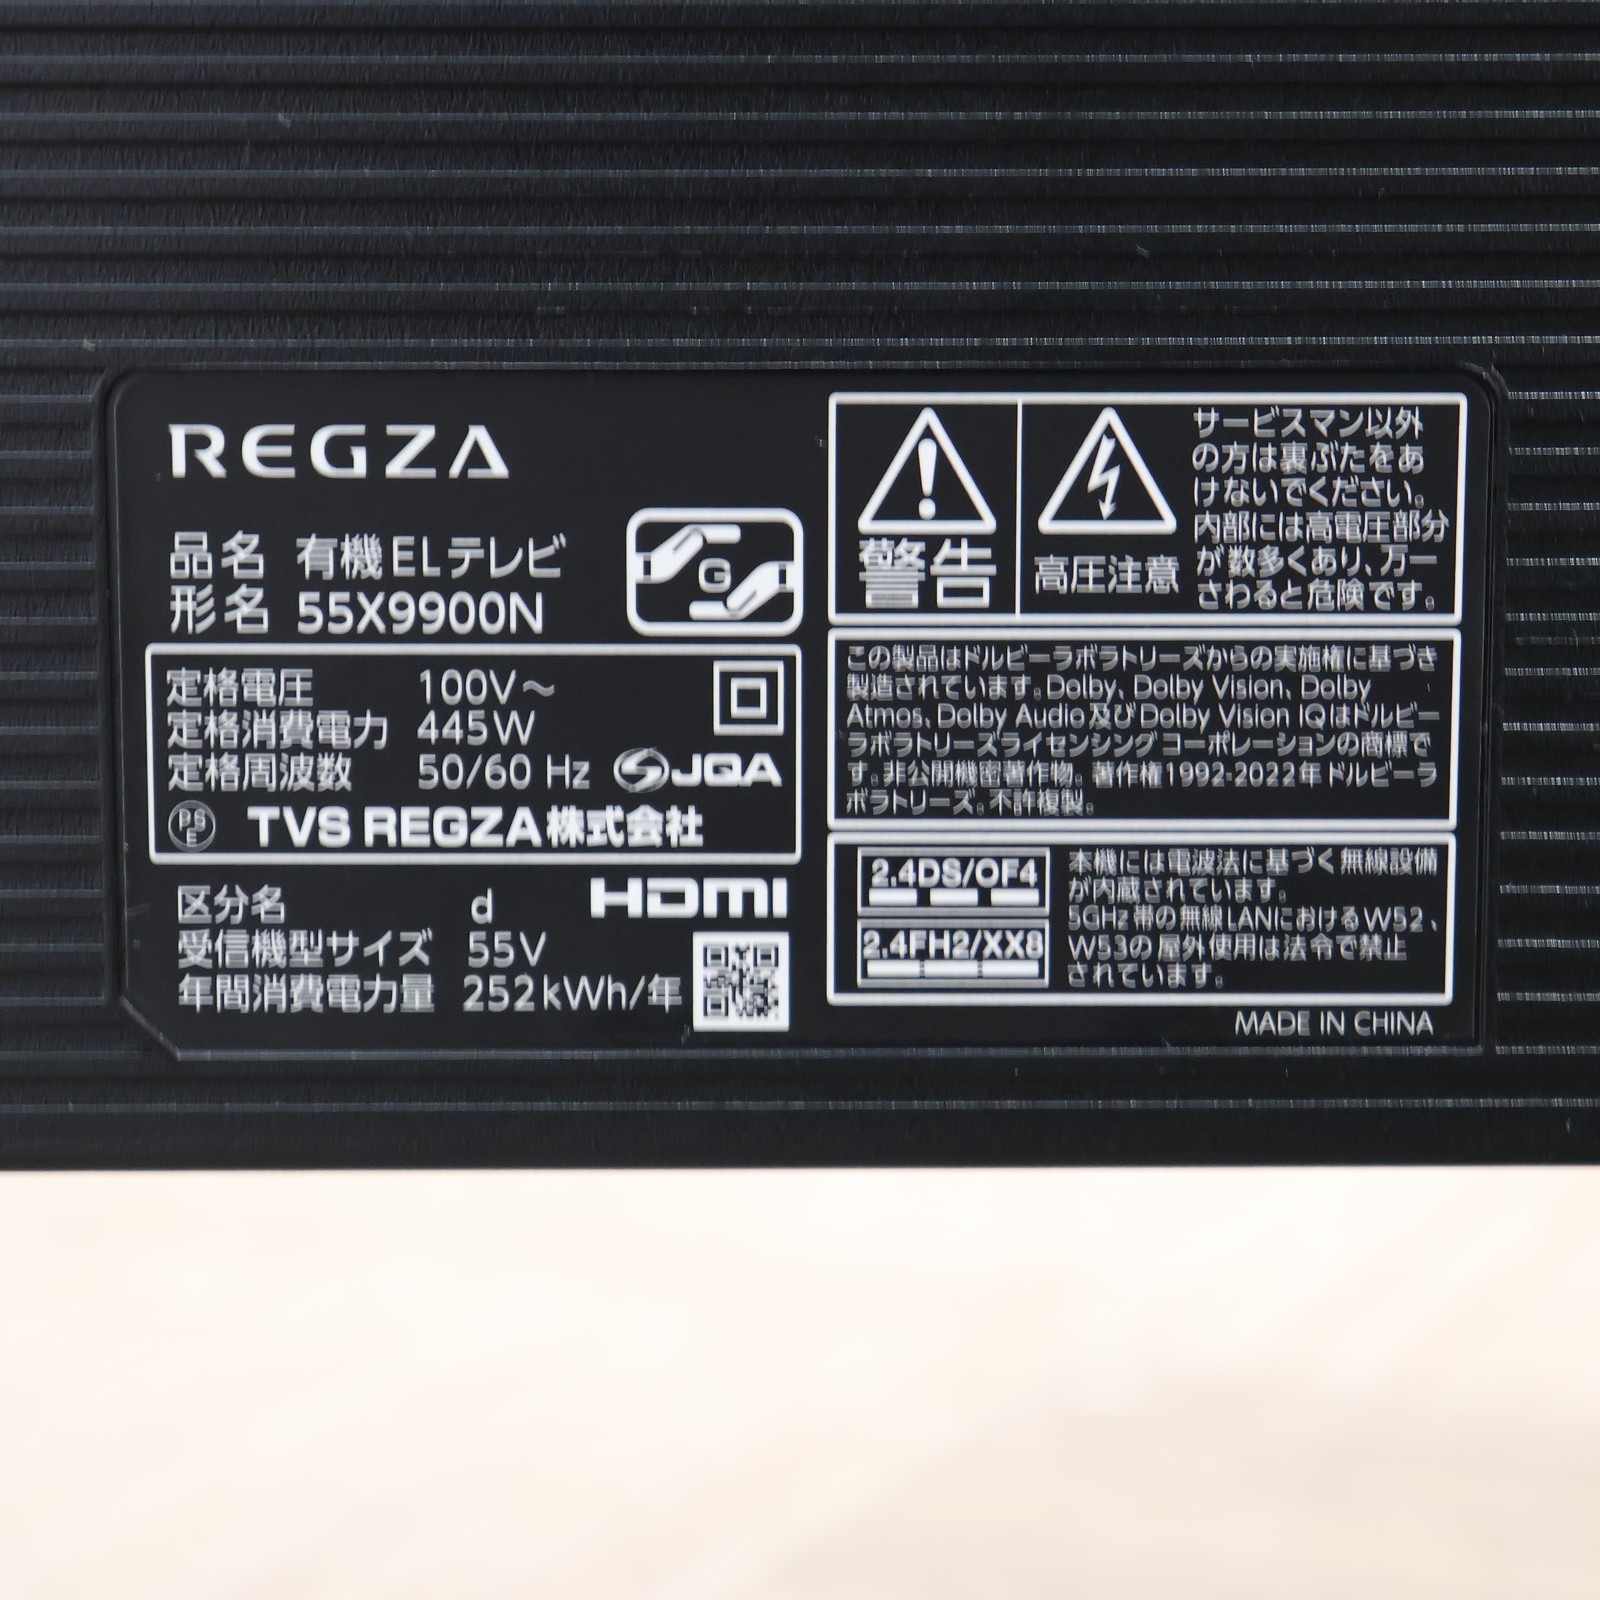 REGZA
品名 有機ELテレビ
形名 55X9900N
G
定格電圧 100V～
定格消費電力 445W
定格周波数 50/60 Hz
JQA
PS
E
TVS REGZA株式会社
区分名 d
HDMI
受信機型サイズ 55V
年間消費電力量 252kWh/年
警告
高圧注意
サービスマン以外
の方は裏ぶたをあ
けないでください。
内部には高電圧部分
が数多くあり、万一
さわると危険です。
この製品はドルビーラボラトリーズからの実施権に基づき
製造されています。Dolby、Dolby Vision、Dolby
Atmos、Dolby Audio及びDolby Vision IQはドルビー
ラボラトリーズライセンシングコーポレーションの商標で
す。非公開機密著作物。著作権1992-2022年ドルビーラ
ボラトリーズ。不許複製。
2.4DS/OF4
2.4FH2/XX8
本機には電波法に基づく無線設備
が内蔵されています。
5GHz帯の無線LANにおけるW52、
W53の屋外使用は法令で禁止
されています。
MADE IN CHINA